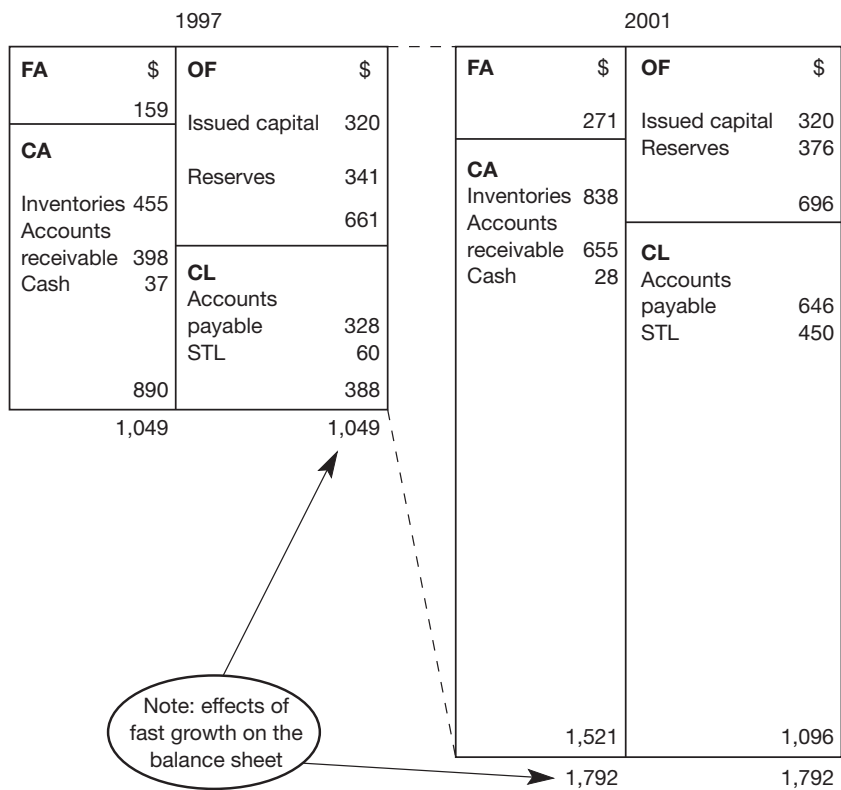 1997
FA $
159
CA
Inventories 455
Accounts
receivable 398
Cash 37
890
1,049
OF $
Issued capital 320
Reserves 341
661
CL
Accounts
payable 328
STL 60
388
1,049
2001
FA $
271
CA
Inventories 838
Accounts
receivable 655
Cash 28
1,521
1,792
OF $
Issued capital 320
Reserves 376
696
CL
Accounts
payable 646
STL 450
1,096
1,792
Note: effects of
fast growth on the
balance sheet